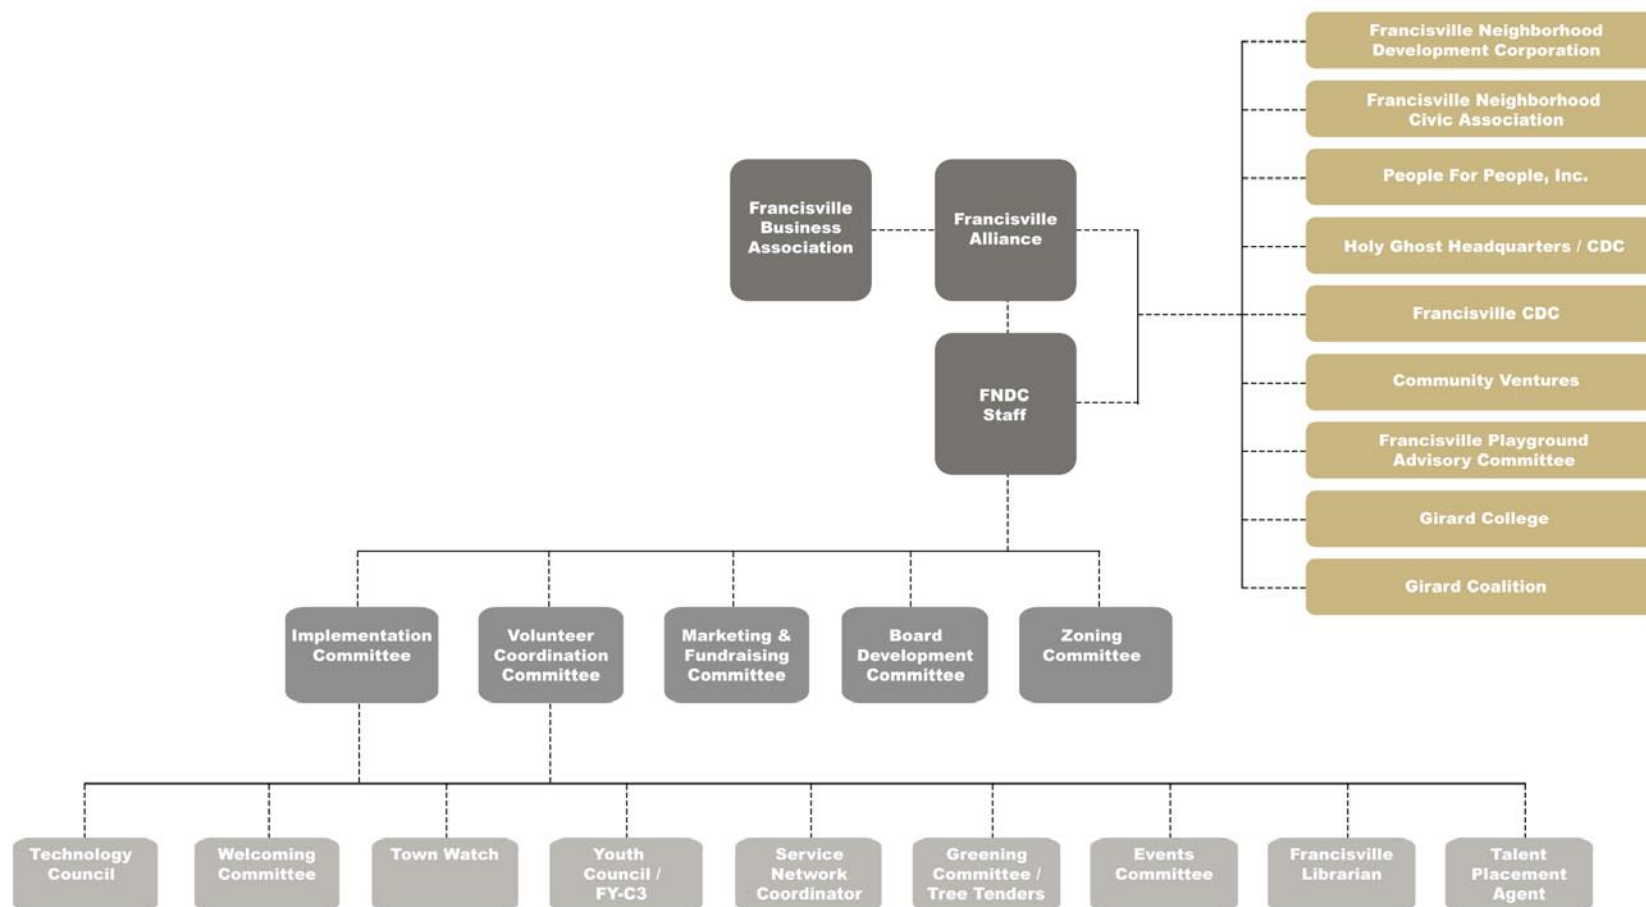 Francisville Neighborhood
Development Corporation
Francisville Neighborhood
Civic Association
People For People, Inc.
Holy Ghost Headquarters / CDC
Francisville CDC
Community Ventures
Francisville Playground
Advisory Committee
Girard College
Girard Coalition
Francisville
Business
Association
Francisville
Alliance
FNDC
Staff
Implementation
Committee
Volunteer
Coordination
Committee
Marketing &
Fundraising
Committee
Board
Development
Committee
Zoning
Committee
Technology
Council
Welcoming
Committee
Town Watch
Youth
Council /
FY-C3
Service
Network
Coordinator
Greening
Committee /
Tree Tenders
Events
Committee
Francisville
Librarian
Talent
Placement
Agent